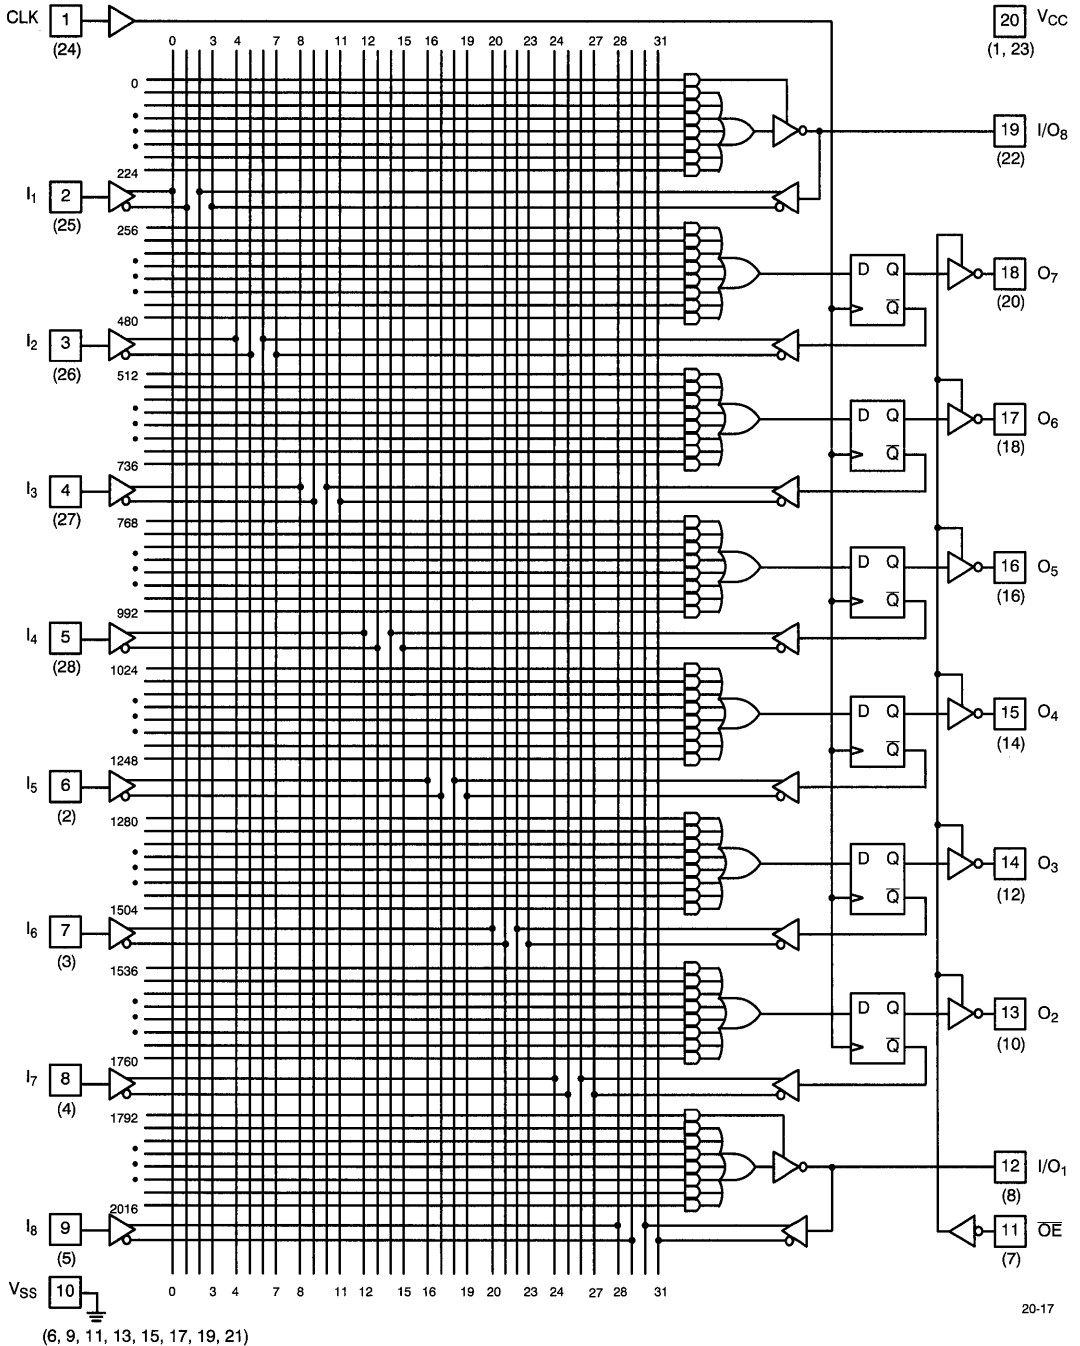 CLK 1 20 VCC
(24) (1, 23)
0 3 4 7 8 11 12 15 16 19 20 23 24 27 28 31
0
19 I/O8
(22)
224
I1 2
(25)
256
D Q 18 O7
Q̅ (20)
480
I2 3
(26)
512
D Q 17 O6
Q̅ (18)
736
I3 4
(27)
768
D Q 16 O5
Q̅ (16)
992
I4 5
(28)
1024
D Q 15 O4
Q̅ (14)
1248
I5 6
(2)
1280
D Q 14 O3
Q̅ (12)
1504
I6 7
(3)
1536
D Q 13 O2
Q̅ (10)
1760
I7 8
(4)
1792
12 I/O1
(8)
2016
I8 9 11 O̅E̅
(5) (7)
VSS 10
0 3 4 7 8 11 12 15 16 19 20 23 24 27 28 31
20-17
(6, 9, 11, 13, 15, 17, 19, 21)